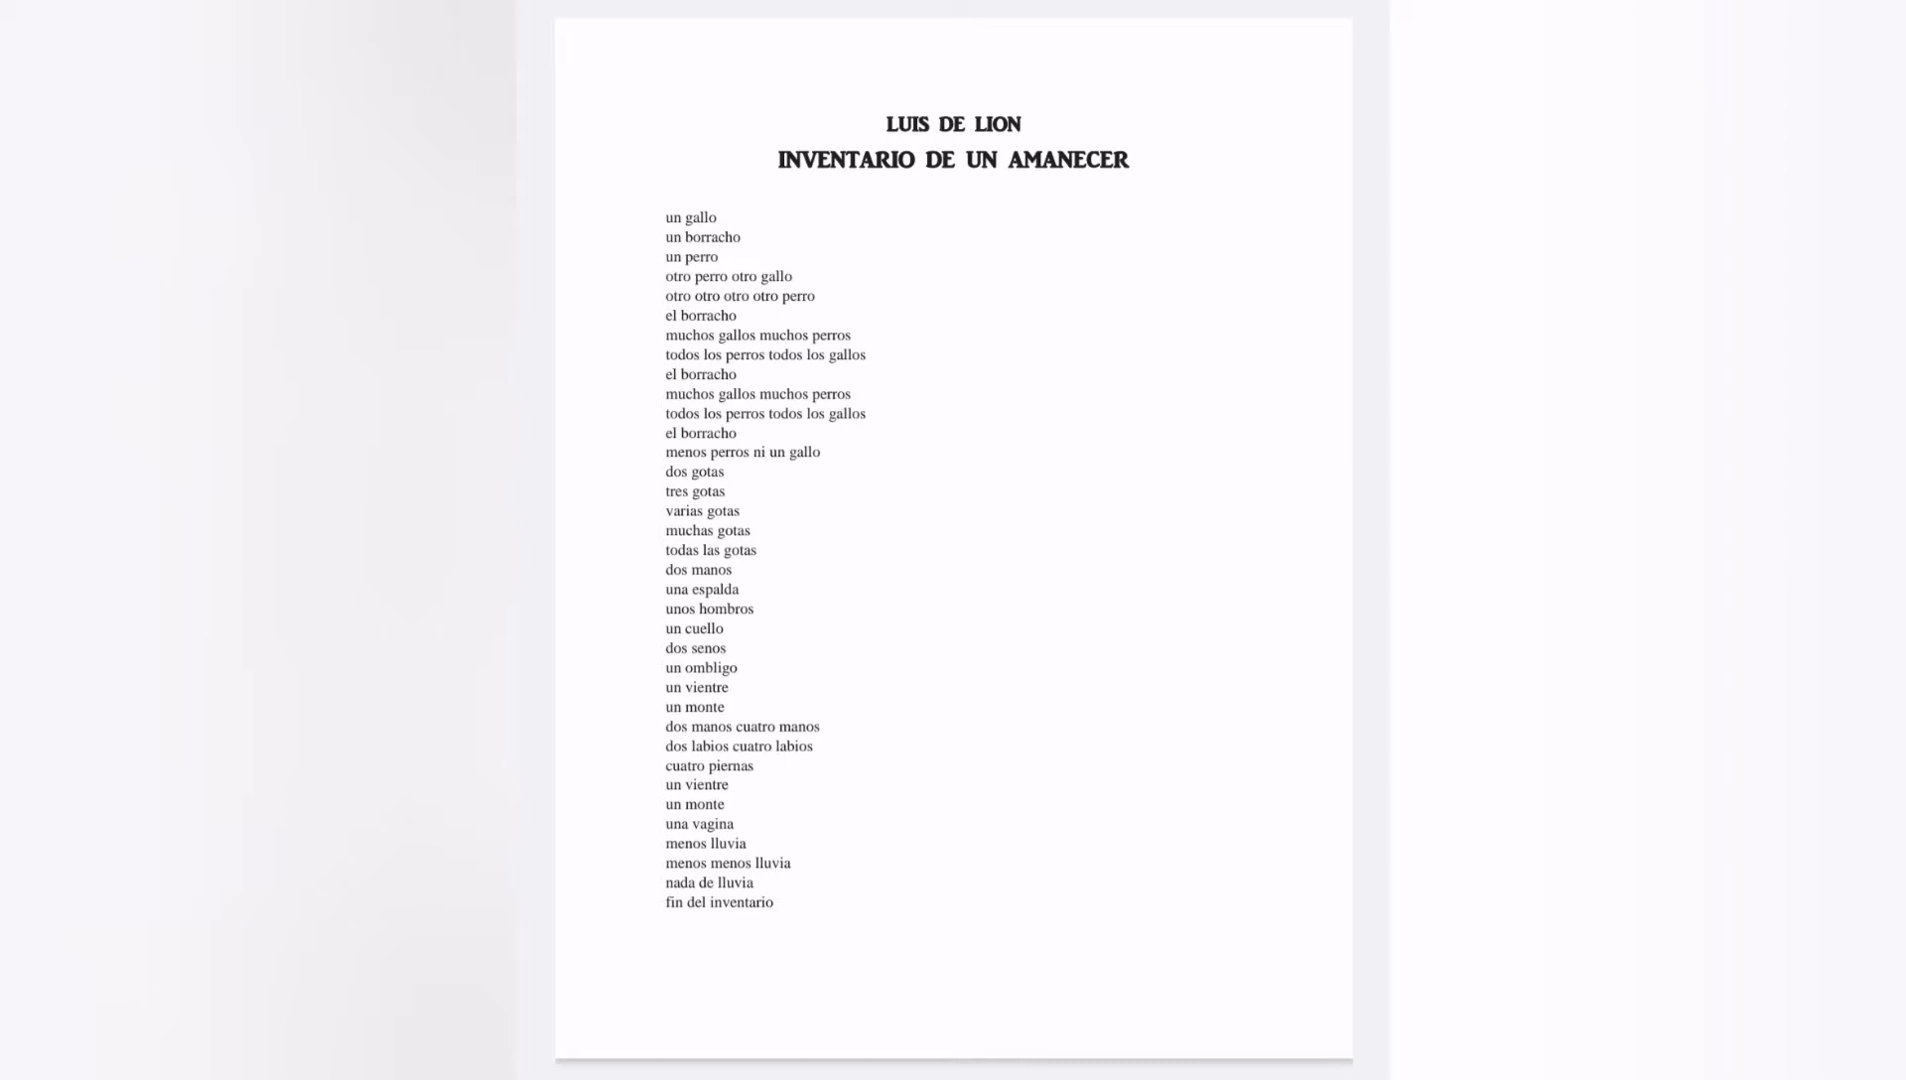 LUIS DE LION
INVENTARIO DE UN AMANECER
un gallo
un borracho
un perro
otro perro otro gallo
otro otro otro otro perro
el borracho
muchos gallos muchos perros
todos los perros todos los gallos
el borracho
muchos gallos muchos perros
todos los perros todos los gallos
el borracho
menos perros ni un gallo
dos gotas
tres gotas
varias gotas
muchas gotas
todas las gotas
dos manos
una espalda
unos hombros
un cuello
dos senos
un ombligo
un vientre
un monte
dos manos cuatro manos
dos labios cuatro labios
cuatro piernas
un vientre
un monte
una vagina
menos lluvia
menos menos lluvia
nada de lluvia
fin del inventario